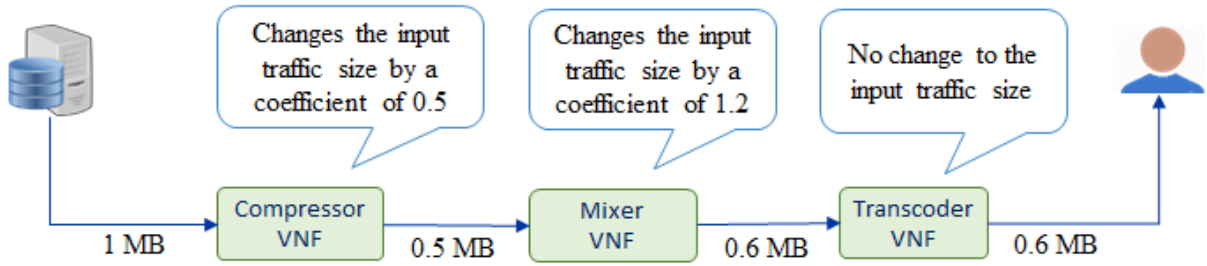 Changes the input
traffic size by a
coefficient of 0.5
Changes the input
traffic size by a
coefficient of 1.2
No change to the
input traffic size
Compressor
VNF
Mixer
VNF
Transcoder
VNF
1 MB
0.5 MB
0.6 MB
0.6 MB